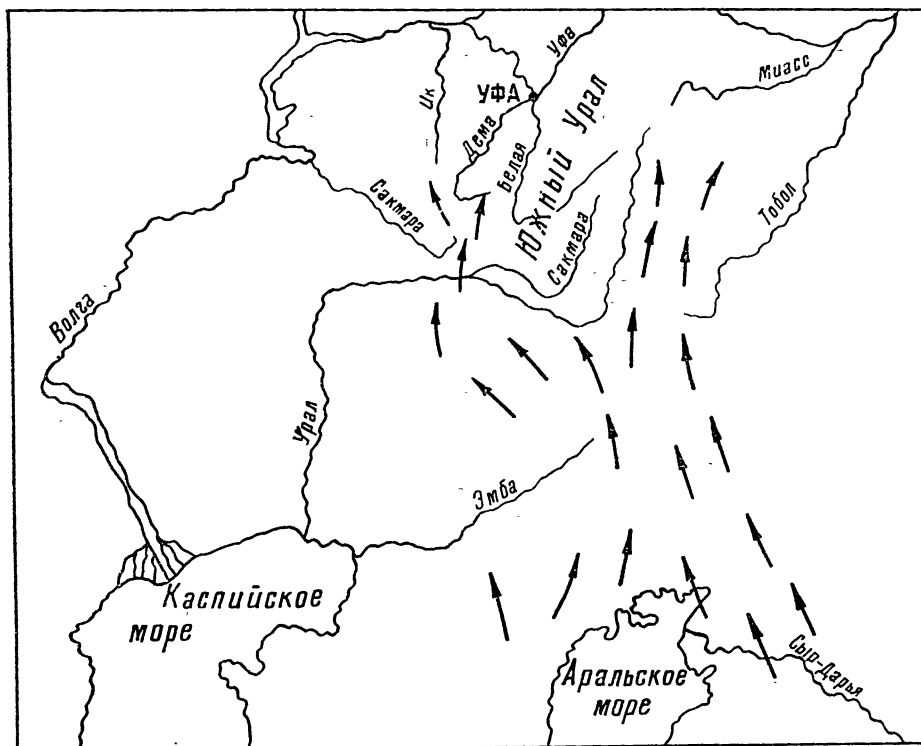 Уфа
Миасс
Ик
УФА
Дема
Белая
Южный Урал
Сакмара
Сакмара
Тобол
Волга
Урал
Эмба
Каспийское
море
Аральское
море
Сыр-Дарья